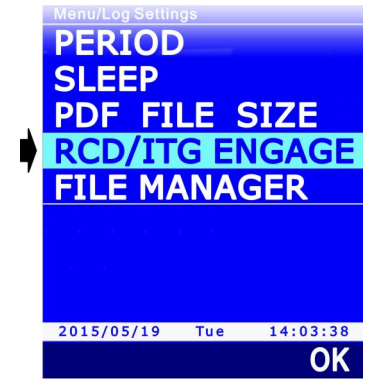 Menu/Log Settings
PERIOD
SLEEP
PDF FILE SIZE
RCD/ITG ENGAGE
FILE MANAGER
2015/05/19 Tue 14:03:38
OK